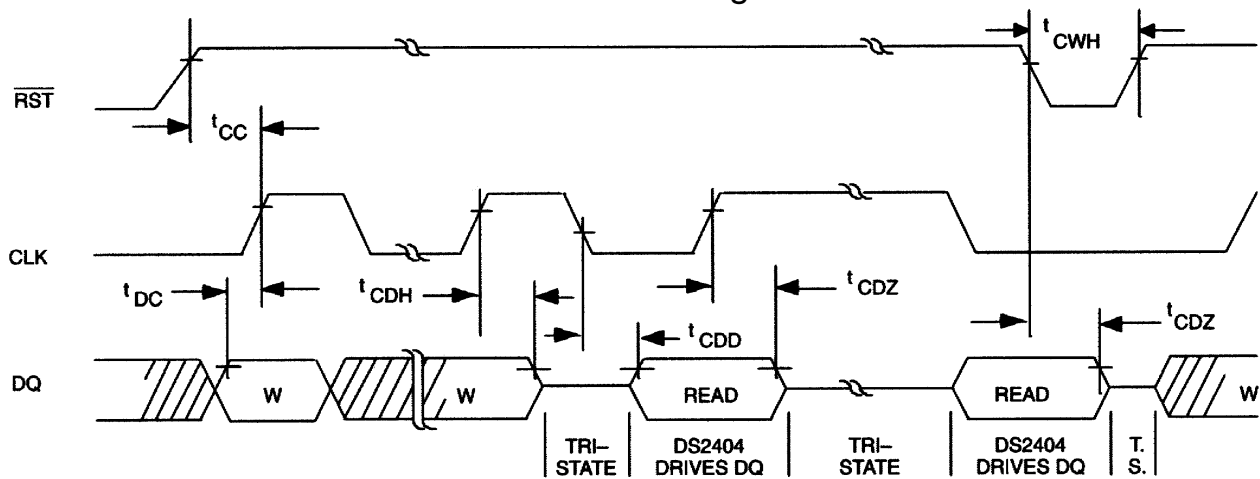 t CWH
RST
t CC
CLK
t DC
t CDH
t CDZ
t CDD
t CDZ
DQ
W
W
READ
READ
W
TRI–
STATE
DS2404
DRIVES DQ
TRI–
STATE
DS2404
DRIVES DQ
T.
S.